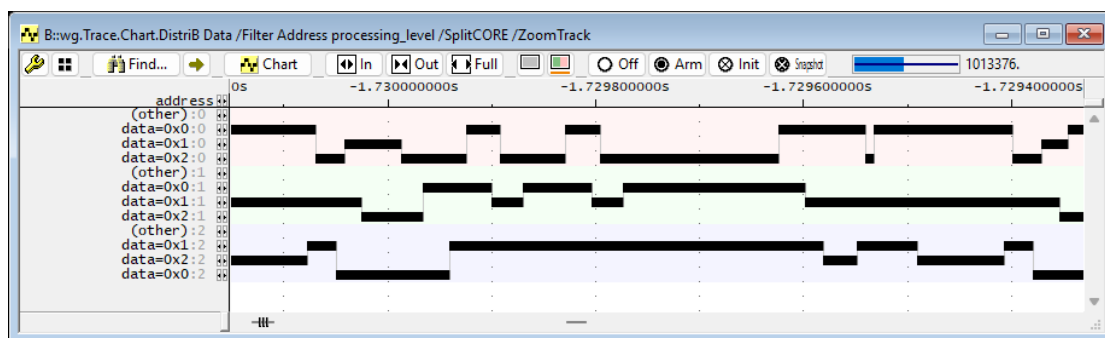 B::wg.Trace.Chart.DistriB Data /Filter Address processing_level /SplitCORE /ZoomTrack
Find... Chart In Out Full Off Arm Init Snapshot 1013376.
0s -1.730000000s -1.729800000s -1.729600000s -1.729400000s
address
(other):0
data=0x0:0
data=0x1:0
data=0x2:0
(other):1
data=0x0:1
data=0x1:1
data=0x2:1
(other):2
data=0x1:2
data=0x2:2
data=0x0:2